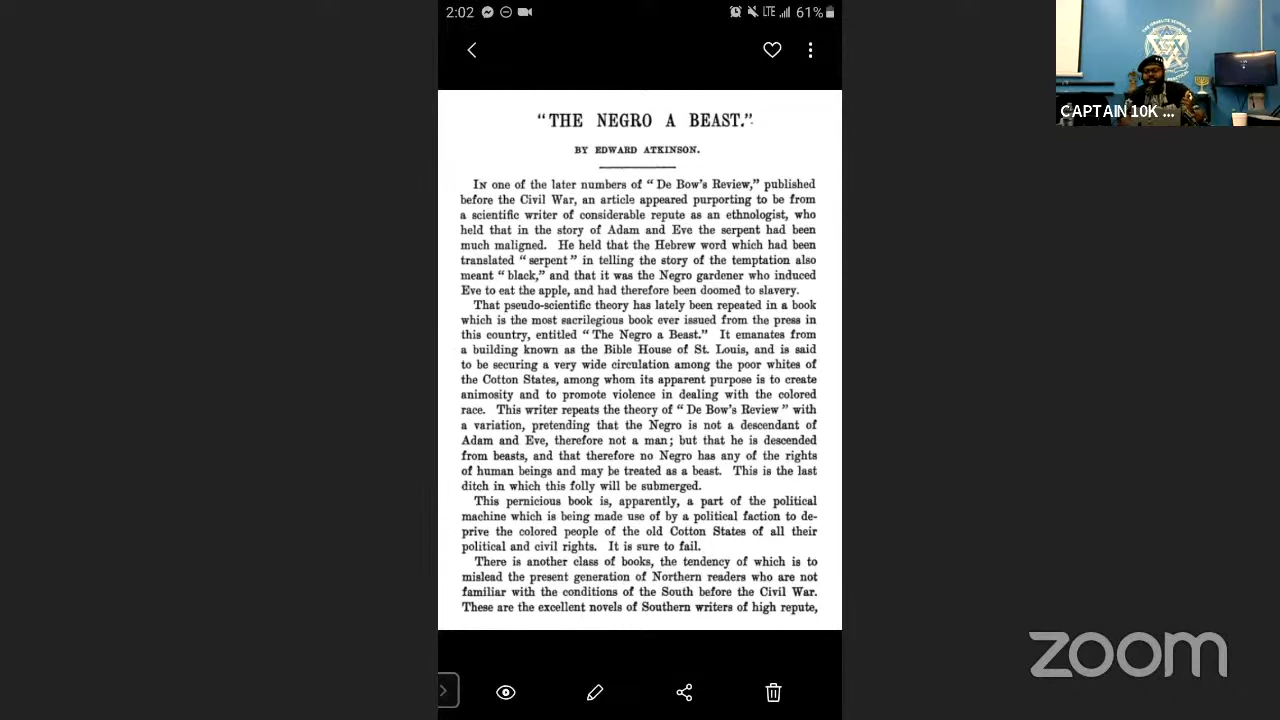 2:02
LTE
61%
"THE NEGRO A BEAST."
BY EDWARD ATKINSON.
IN one of the later numbers of "De Bow's Review," published
before the Civil War, an article appeared purporting to be from
a scientific writer of considerable repute as an ethnologist, who
held that in the story of Adam and Eve the serpent had been
much maligned. He held that the Hebrew word which had been
translated "serpent" in telling the story of the temptation also
meant "black," and that it was the Negro gardener who induced
Eve to eat the apple, and had therefore been doomed to slavery.
That pseudo-scientific theory has lately been repeated in a book
which is the most sacrilegious book ever issued from the press in
this country, entitled "The Negro a Beast." It emanates from
a building known as the Bible House of St. Louis, and is said
to be securing a very wide circulation among the poor whites of
the Cotton States, among whom its apparent purpose is to create
animosity and to promote violence in dealing with the colored
race. This writer repeats the theory of "De Bow's Review" with
a variation, pretending that the Negro is not a descendant of
Adam and Eve, therefore not a man; but that he is descended
from beasts, and that therefore no Negro has any of the rights
of human beings and may be treated as a beast. This is the last
ditch in which this folly will be submerged.
This pernicious book is, apparently, a part of the political
machine which is being made use of by a political faction to de-
prive the colored people of the old Cotton States of all their
political and civil rights. It is sure to fail.
There is another class of books, the tendency of which is to
mislead the present generation of Northern readers who are not
familiar with the conditions of the South before the Civil War.
These are the excellent novels of Southern writers of high repute,
CAPTAIN 10K ...
zoom